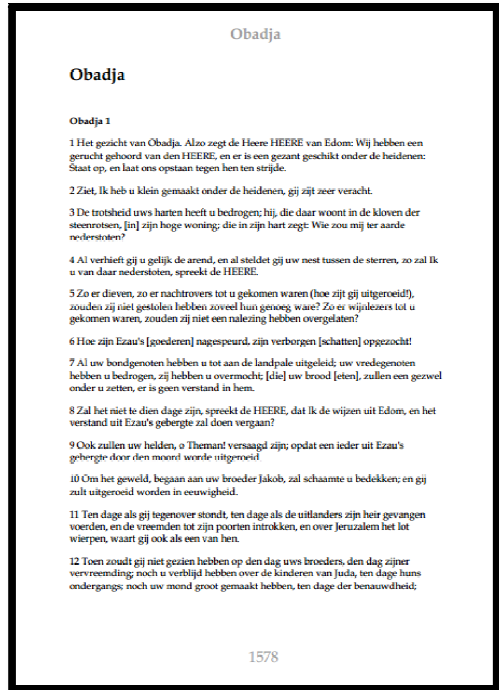 Obadja
Obadja
Obadja 1
1 Het gezicht van Obadja. Alzo zegt de Heere HEERE van Edom: Wij hebben een
gerucht gehoord van den HEERE, en er is een gezant geschikt onder de heidenen:
Staat op, en laat ons opstaan tegen hen ten strijde.
2 Ziet, Ik heb u klein gemaakt onder de heidenen, gij zijt zeer veracht.
3 De trotsheid uws harten heeft u bedrogen; hij, die daar woont in de kloven der
steenrotsen, [in] zijn hoge woning; die in zijn hart zegt: Wie zou mij ter aarde
nederstoten?
4 Al verhieft gij u gelijk de arend, en al steldet gij uw nest tussen de sterren, zo zal Ik
u van daar nederstoten, spreekt de HEERE.
5 Zo er dieven, zo er nachtrovers tot u gekomen waren (hoe zijt gij uitgeroeid!),
zouden zij niet gestolen hebben zoveel hun genoeg ware? Zo er wijnlezers tot u
gekomen waren, zouden zij niet een nalezing hebben overgelaten?
6 Hoe zijn Ezau's [goederen] nagespeurd, zijn verborgen [schatten] opgezocht!
7 Al uw bondgenoten hebben u tot aan de landpale uitgeleid; uw vredegenoten
hebben u bedrogen, zij hebben u overmocht; [die] uw brood [eten], zullen een gezwel
onder u zetten, er is geen verstand in hem.
8 Zal het niet te dien dage zijn, spreekt de HEERE, dat Ik de wijzen uit Edom, en het
verstand uit Ezau's gebergte zal doen vergaan?
9 Ook zullen uw helden, o Theman! versaagd zijn; opdat een ieder uit Ezau's
gebergte door den moord worde uitgeroeid
10 Om het geweld, begaan aan uw broeder Jakob, zal schaamte u bedekken; en gij
zult uitgeroeid worden in eeuwigheid.
11 Ten dage als gij tegenover stondt, ten dage als de uitlanders zijn heir gevangen
voerden, en de vreemden tot zijn poorten introkken, en over Jeruzalem het lot
wierpen, waart gij ook als een van hen.
12 Toen zoudt gij niet gezien hebben op den dag uws broeders, den dag zijner
vervreemding; noch u verblijd hebben over de kinderen van Juda, ten dage huns
ondergangs; noch uw mond groot gemaakt hebben, ten dage der benauwdheid;
1578